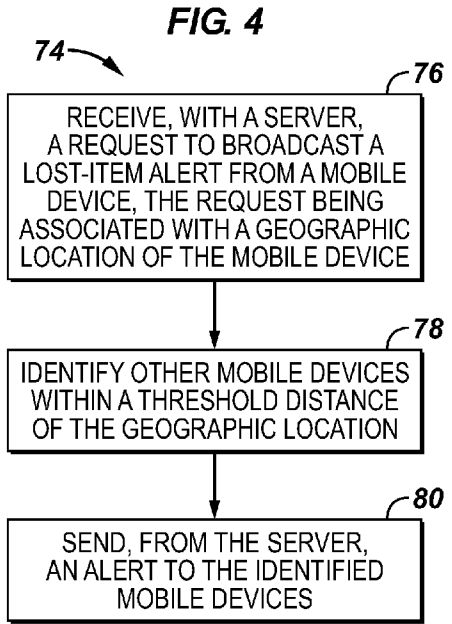 FIG. 4
74
76
RECEIVE, WITH A SERVER,
A REQUEST TO BROADCAST A
LOST-ITEM ALERT FROM A MOBILE
DEVICE, THE REQUEST BEING
ASSOCIATED WITH A GEOGRAPHIC
LOCATION OF THE MOBILE DEVICE
78
IDENTIFY OTHER MOBILE DEVICES
WITHIN A THRESHOLD DISTANCE
OF THE GEOGRAPHIC LOCATION
80
SEND, FROM THE SERVER,
AN ALERT TO THE IDENTIFIED
MOBILE DEVICES